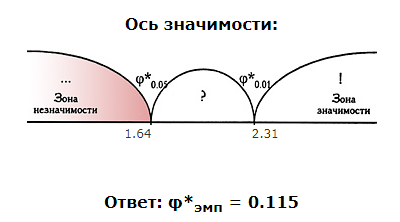 Ось значимости:
... φ*0.05 φ*0.01 !
Зона ? Зона
незначимости значимости
1.64 2.31
Ответ: φ*эмп = 0.115